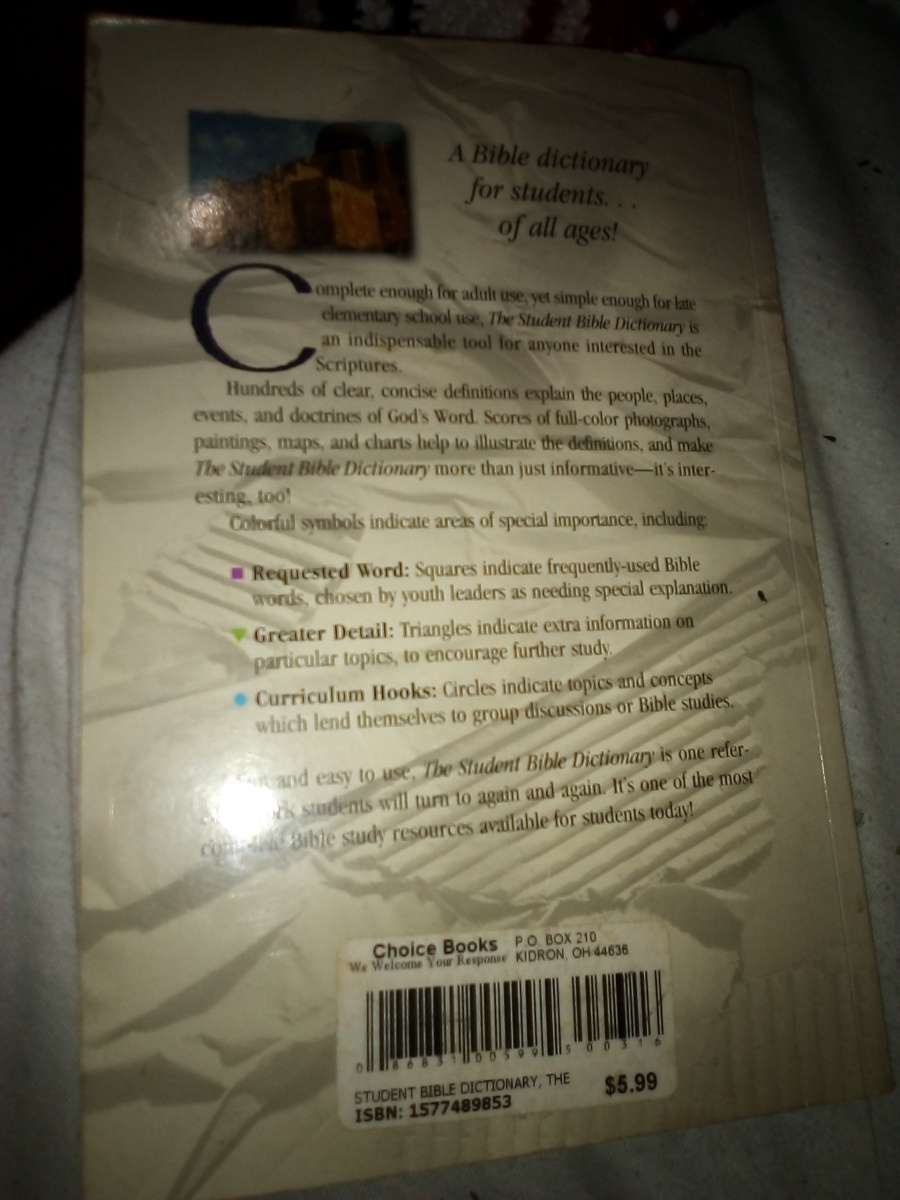 A Bible dictionary
for students. . .
of all ages!
Complete enough for adult use, yet simple enough for late
elementary school use, The Student Bible Dictionary is
an indispensable tool for anyone interested in the
Scriptures.
Hundreds of clear, concise definitions explain the people, places,
events, and doctrines of God's Word. Scores of full-color photographs,
paintings, maps, and charts help to illustrate the definitions, and make
The Student Bible Dictionary more than just informative—it's inter-
esting, too!
Colorful symbols indicate areas of special importance, including:
Requested Word: Squares indicate frequently-used Bible
words, chosen by youth leaders as needing special explanation.
Greater Detail: Triangles indicate extra information on
particular topics, to encourage further study.
Curriculum Hooks: Circles indicate topics and concepts
which lend themselves to group discussions or Bible studies.
and easy to use, The Student Bible Dictionary is one refer-
students will turn to again and again. It's one of the most
Bible study resources available for students today!
Choice Books P.O. BOX 210
We Welcome Your Response KIDRON, OH 44636
0 86831 00599 5 00316
STUDENT BIBLE DICTIONARY, THE $5.99
ISBN: 1577489853